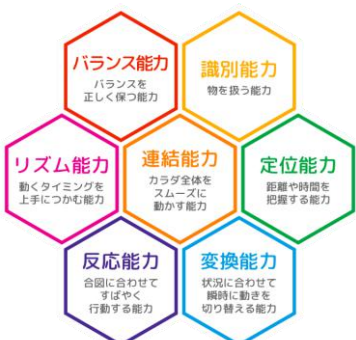 バランス能力
バランスを
正しく保つ能力
識別能力
物を扱う能力
リズム能力
動くタイミングを
上手につかむ能力
連結能力
カラダ全体を
スムーズに
動かす能力
定位能力
距離や時間を
把握する能力
反応能力
合図に合わせて
すばやく
行動する能力
変換能力
状況に合わせて
瞬時に動きを
切り替える能力